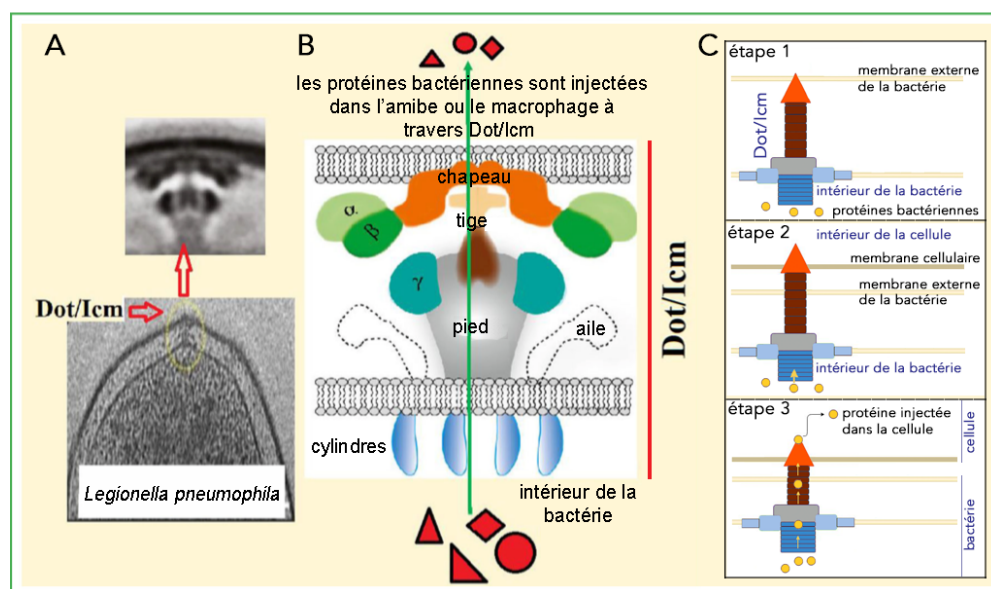 A
Dot/Icm
Legionella pneumophila
B
les protéines bactériennes sont injectées
dans l'amibe ou le macrophage à
travers Dot/Icm
chapeau
α
tige
β
γ
pied
aile
cylindres
intérieur de la
bactérie
Dot/Icm
C
étape 1
membrane externe
de la bactérie
Dot/Icm
intérieur de la bactérie
protéines bactériennes
étape 2
intérieur de la cellule
membrane cellulaire
membrane externe
de la bactérie
intérieur de la bactérie
étape 3
protéine injectée
dans la cellule
cellule
bactérie